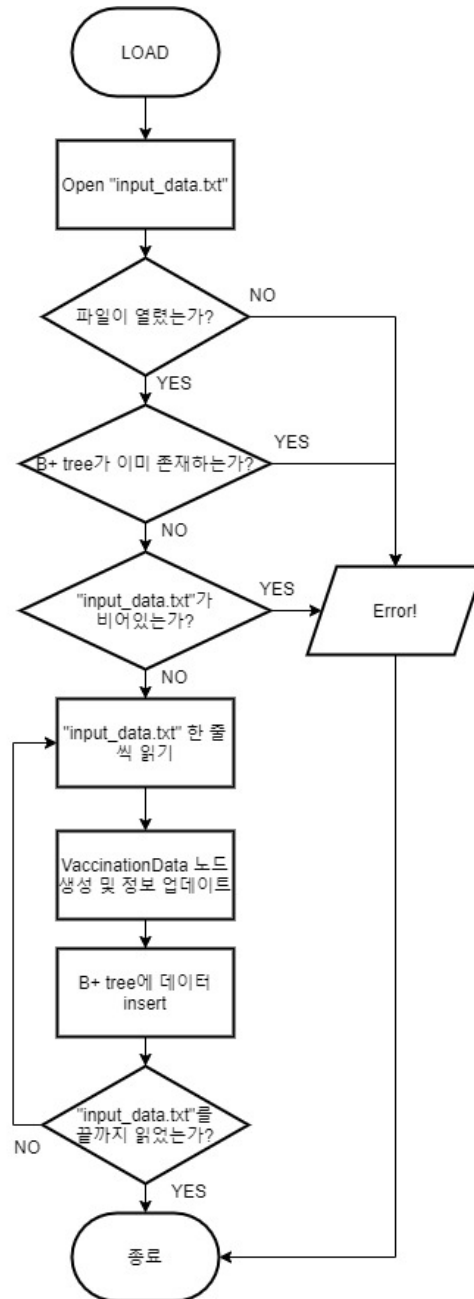 LOAD
Open "input_data.txt"
파일이 열렸는가?
NO
YES
B+ tree가 이미 존재하는가?
YES
NO
"input_data.txt"가
비어있는가?
YES
Error!
NO
"input_data.txt" 한 줄
씩 읽기
VaccinationData 노드
생성 및 정보 업데이트
B+ tree에 데이터
insert
"input_data.txt"를
끝까지 읽었는가?
NO
YES
종료